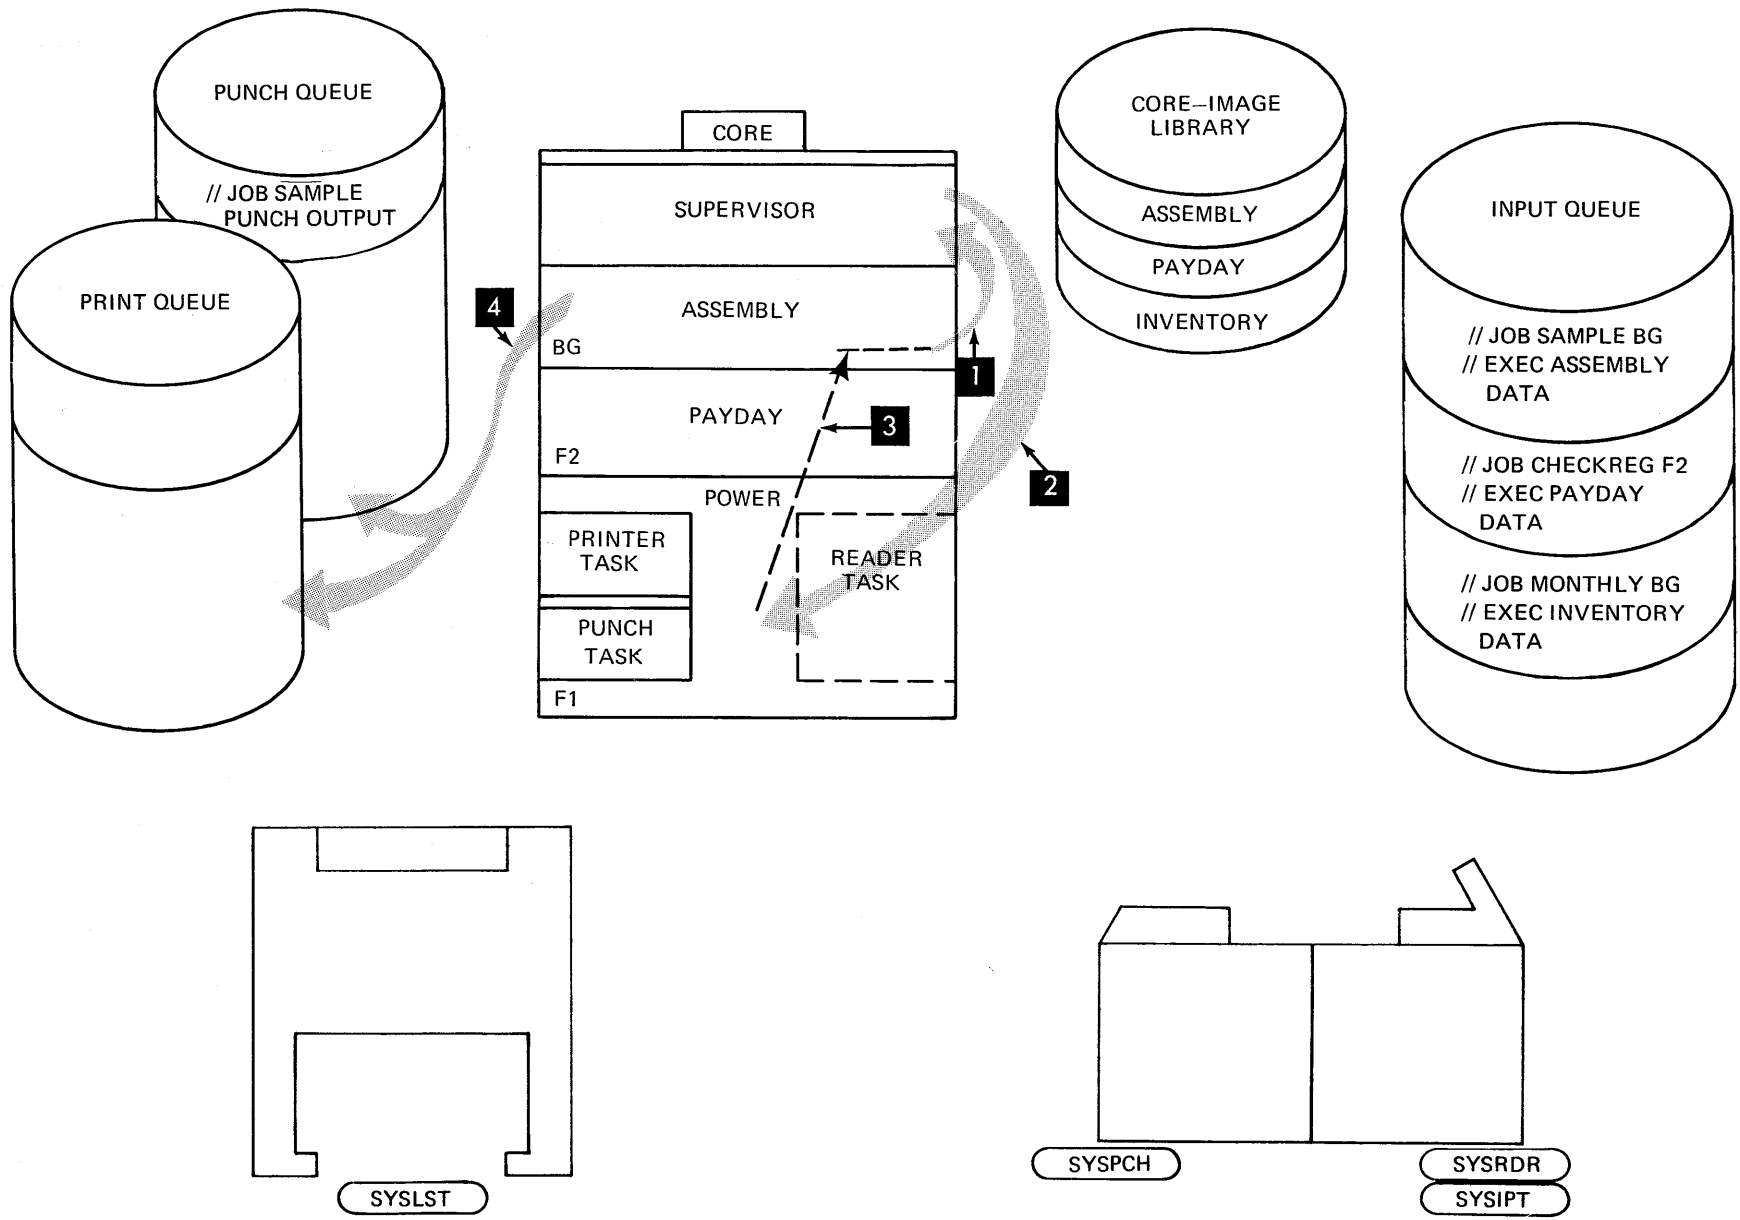 PUNCH QUEUE
// JOB SAMPLE
PUNCH OUTPUT
PRINT QUEUE
4
CORE
SUPERVISOR
ASSEMBLY
BG
1
PAYDAY
3
F2
2
POWER
PRINTER
TASK
READER
TASK
PUNCH
TASK
F1
CORE–IMAGE
LIBRARY
ASSEMBLY
PAYDAY
INVENTORY
INPUT QUEUE
// JOB SAMPLE BG
// EXEC ASSEMBLY
DATA
// JOB CHECKREG F2
// EXEC PAYDAY
DATA
// JOB MONTHLY BG
// EXEC INVENTORY
DATA
SYSLST
SYSPCH
SYSRDR
SYSIPT